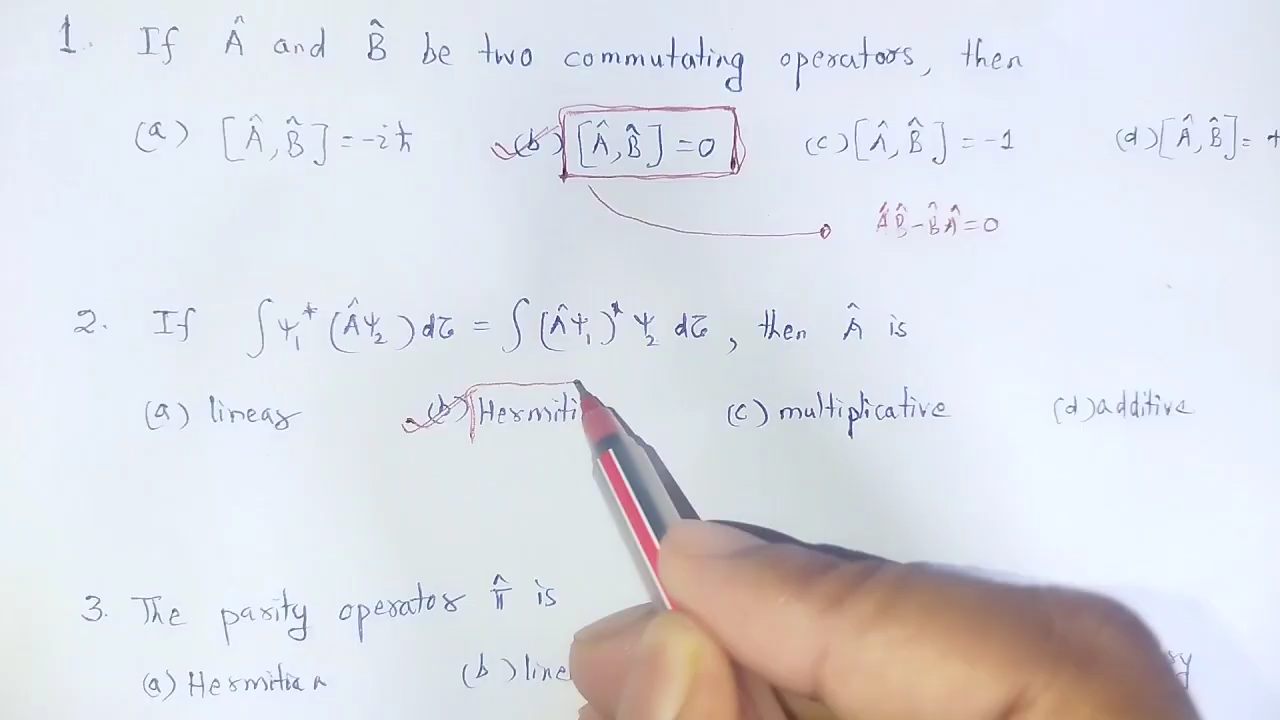 1. If Â and B̂ be two commutating operators, then
(a) [Â, B̂] = -iħ (b) [Â, B̂] = 0 (c) [Â, B̂] = -1 (d) [Â, B̂] = +
ÂB̂ - B̂Â = 0
2. If ∫ψ₁*(Âψ₂)dτ = ∫(Âψ₁)*ψ₂ dτ, then Â is
(a) linear (b) Hermiti (c) multiplicative (d) additive
3. The parity operator π̂ is
(a) Hermitian (b) line